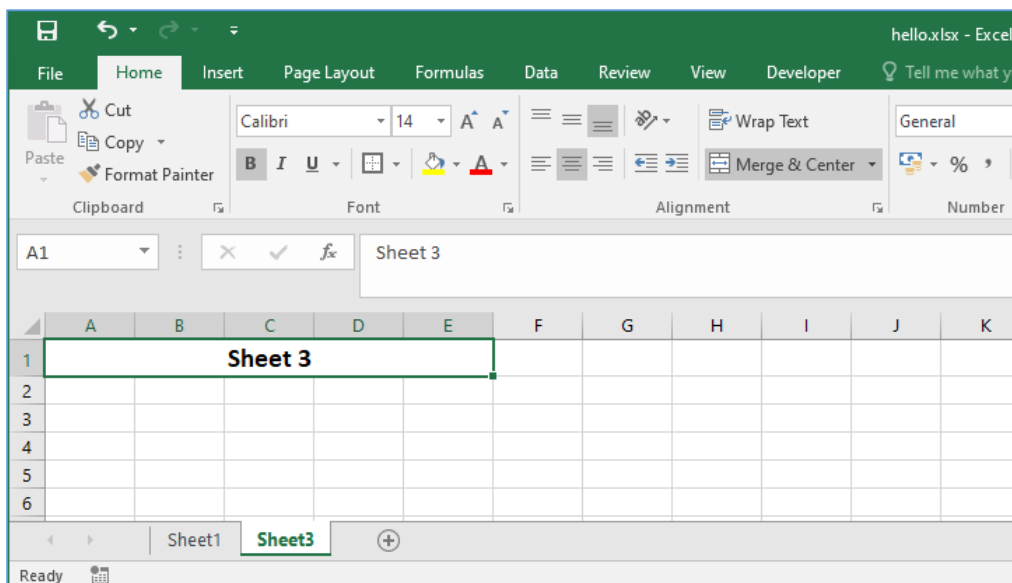 hello.xlsx - Excel
File Home Insert Page Layout Formulas Data Review View Developer Tell me what y
Cut
Copy
Paste
Format Painter
Clipboard
Calibri 14 A A
B I U A
Font
Wrap Text
Merge & Center
Alignment
General
% ,
Number
A1 fx Sheet 3
A B C D E F G H I J K
1 Sheet 3
2
3
4
5
6
Sheet1 Sheet3
Ready